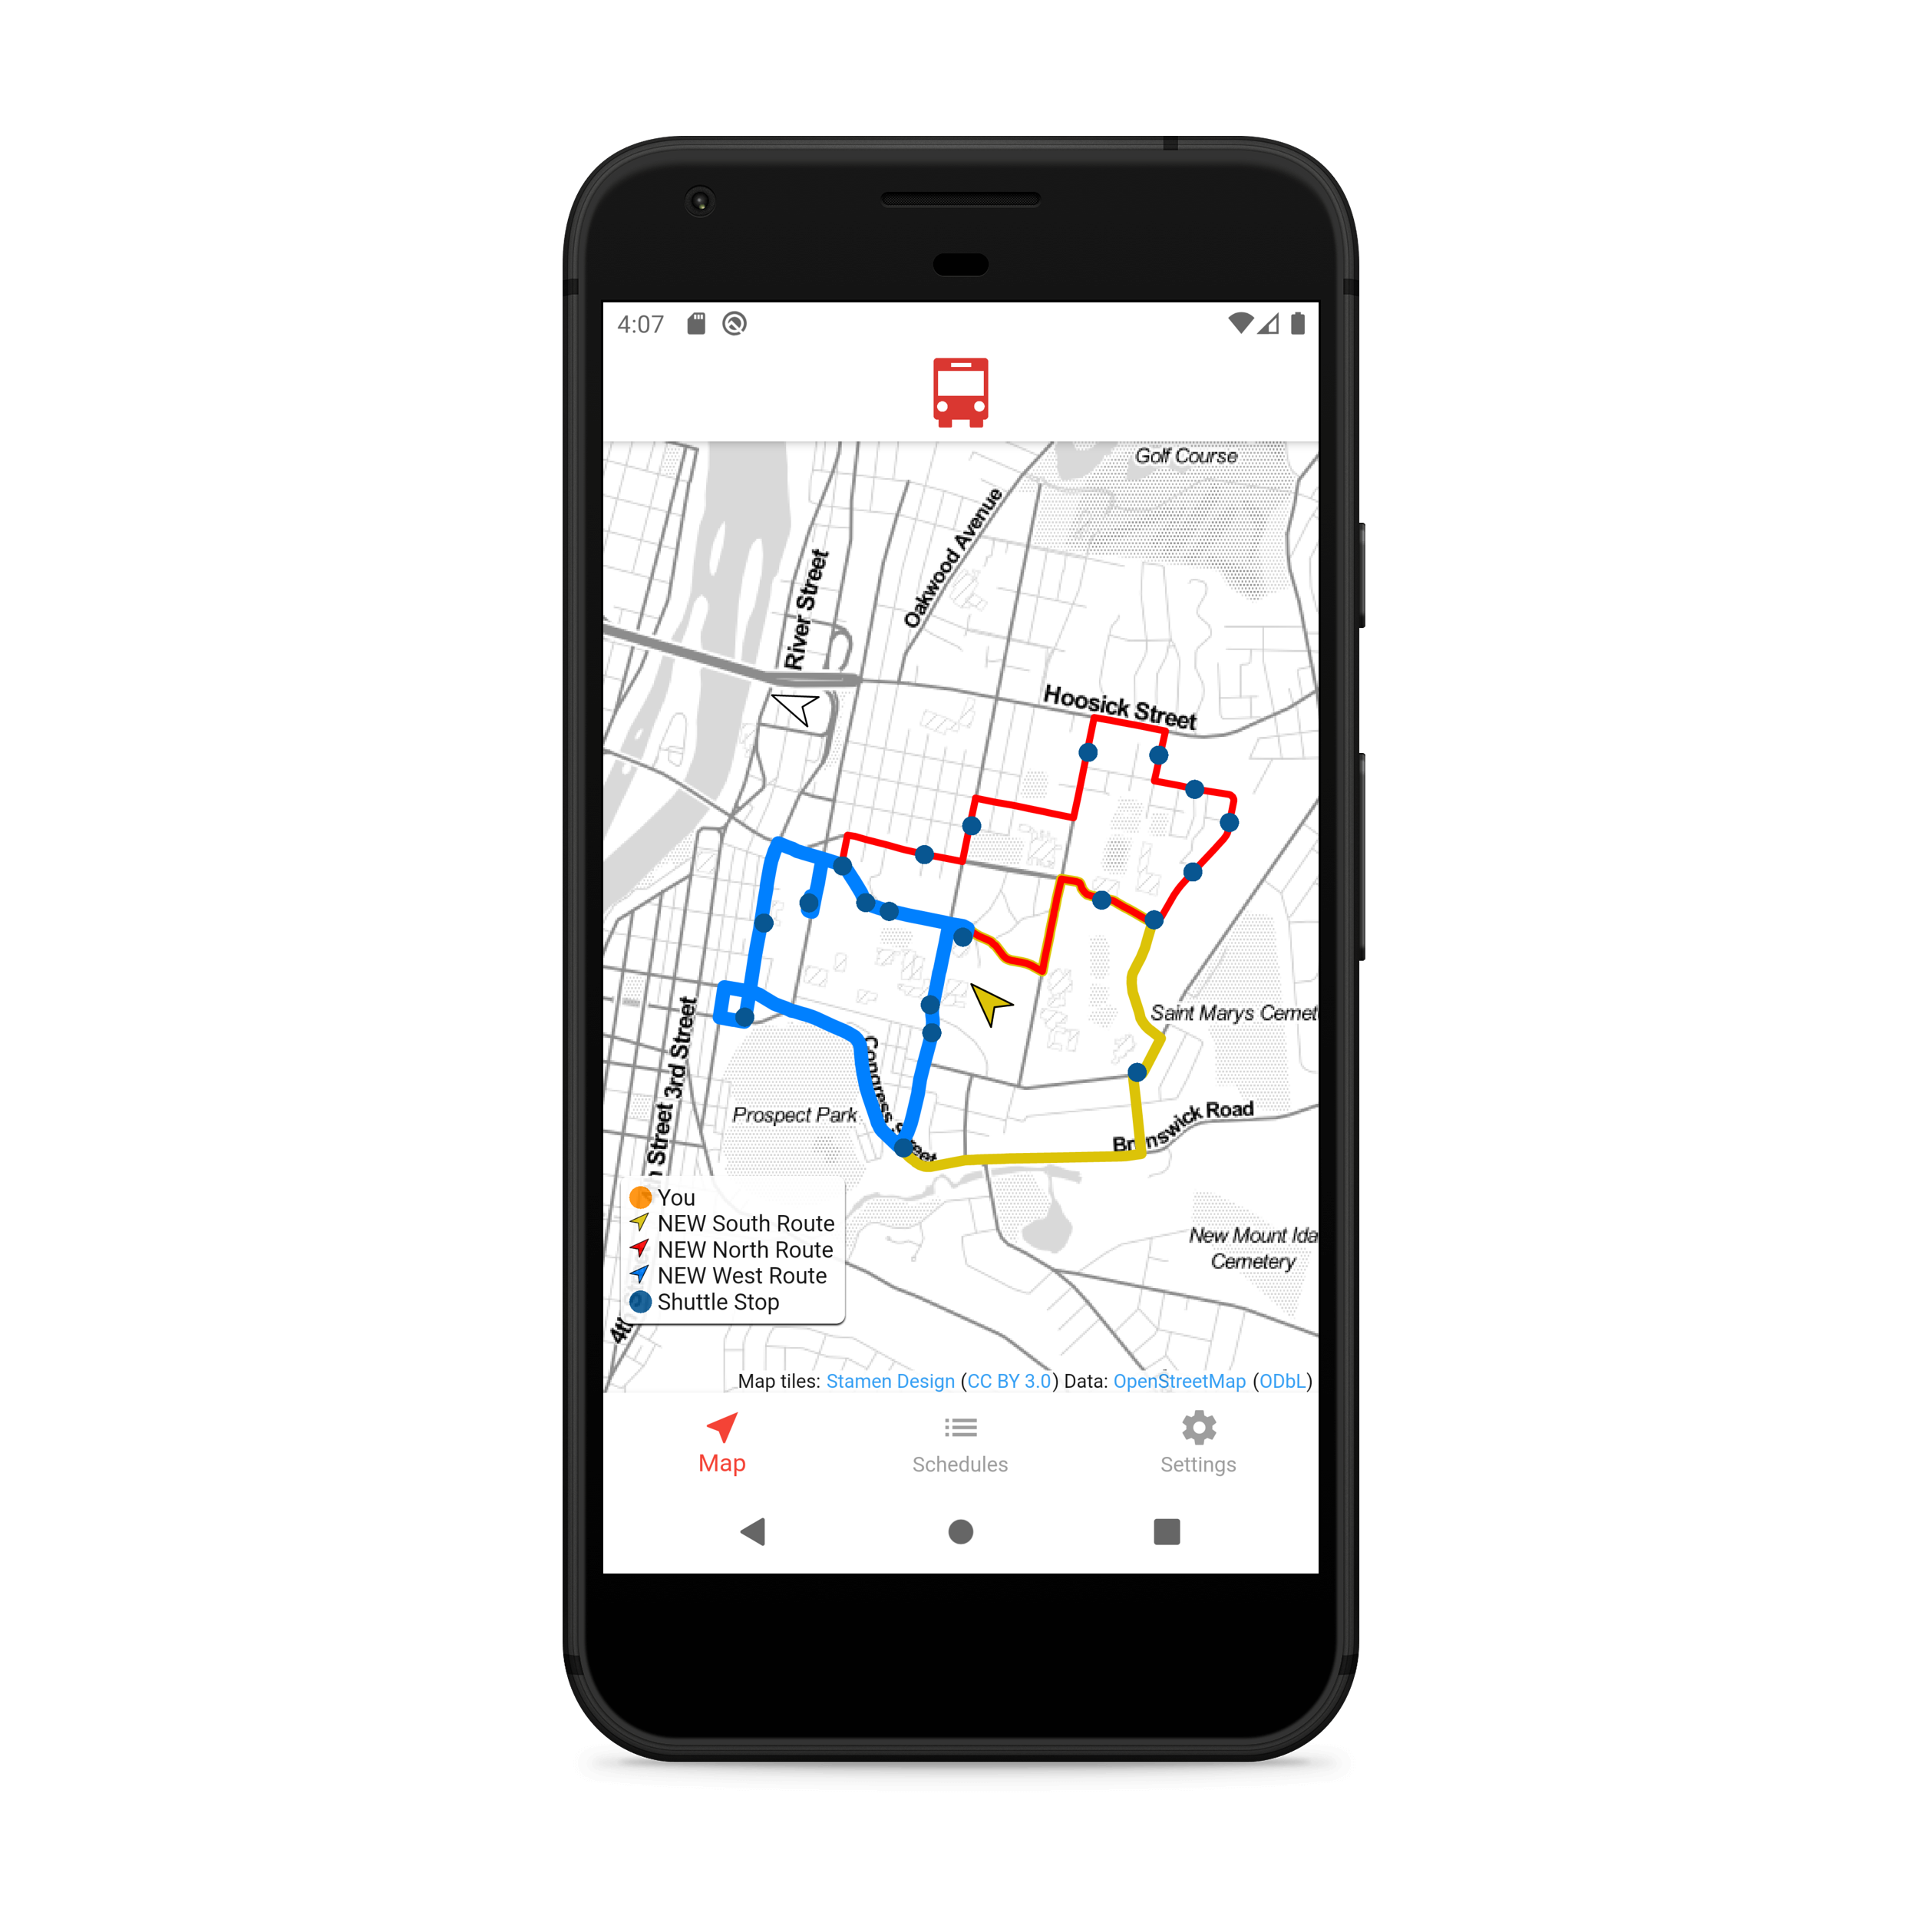 4:07
Golf Course
Oakwood Avenue
River Street
Hoosick Street
Saint Marys Cemet
3rd Street
Congress Street
Prospect Park
Brunswick Road
Street
You
NEW South Route
NEW North Route
NEW West Route
Shuttle Stop
New Mount Ida
Cemetery
4th
Map tiles: Stamen Design (CC BY 3.0) Data: OpenStreetMap (ODbL)
Map
Schedules
Settings